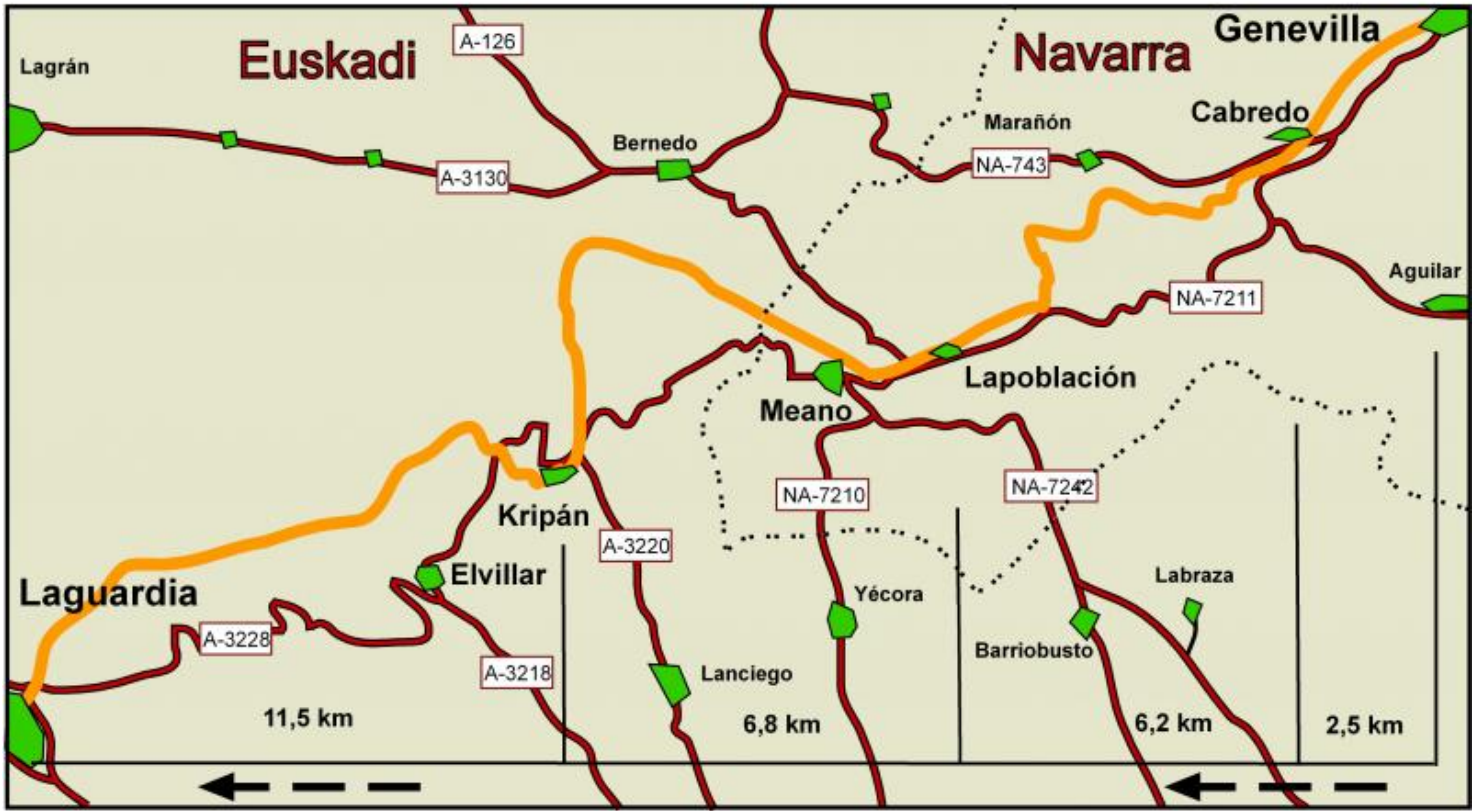 Genevilla
Euskadi
Navarra
A-126
Lagrán
Cabredo
Marañón
Bernedo
NA-743
A-3130
Aguilar
NA-7211
Lapoblación
Meano
NA-7210
NA-7242
Kripán
A-3220
Elvillar
Labraza
Laguardia
Yécora
A-3228
Barriobusto
A-3218
Lanciego
11,5 km
6,8 km
6,2 km
2,5 km